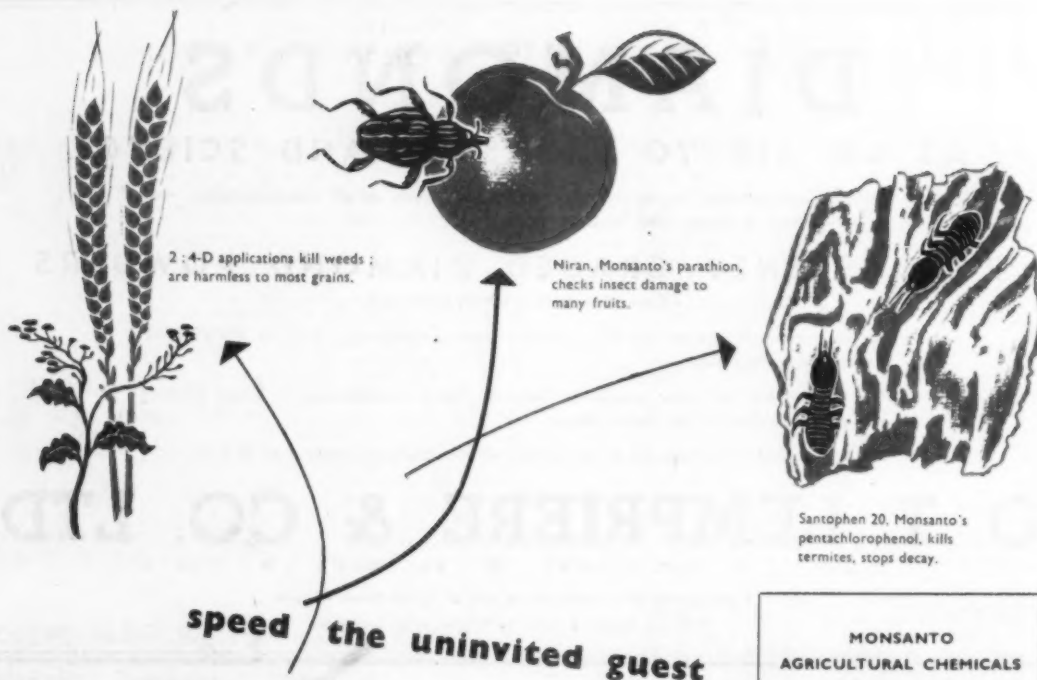 2 : 4-D applications kill weeds ;
are harmless to most grains.
Niran, Monsanto's parathion,
checks insect damage to
many fruits.
Santophen 20, Monsanto's
pentachlorophenol, kills
termites, stops decay.
speed the uninvited guest
MONSANTO
AGRICULTURAL CHEMICALS